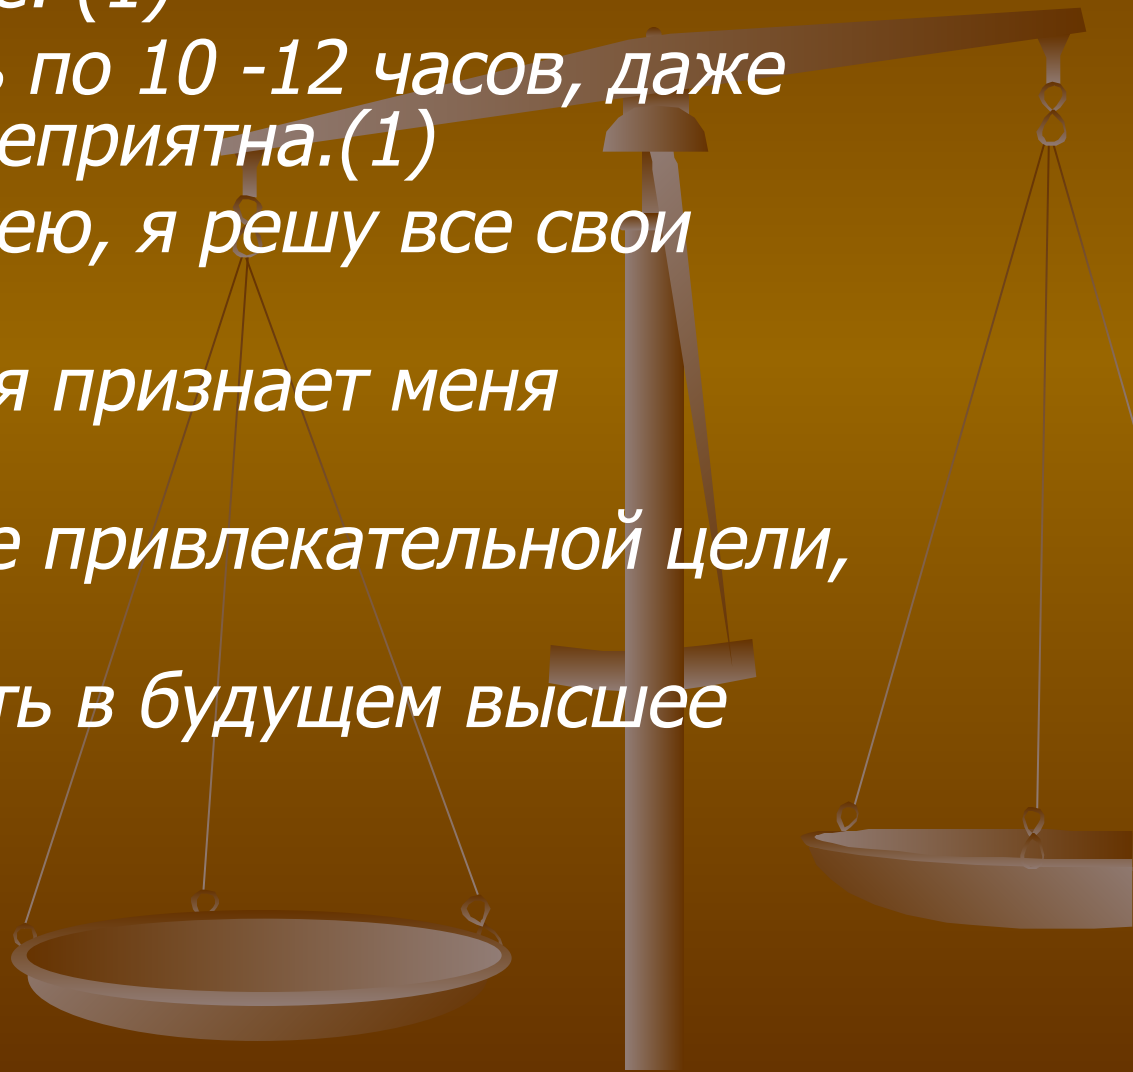 (1)
по 10 -12 часов, даже
еприятна.(1)
ею, я решу все свои
я признает меня
е привлекательной цели,
ть в будущем высшее